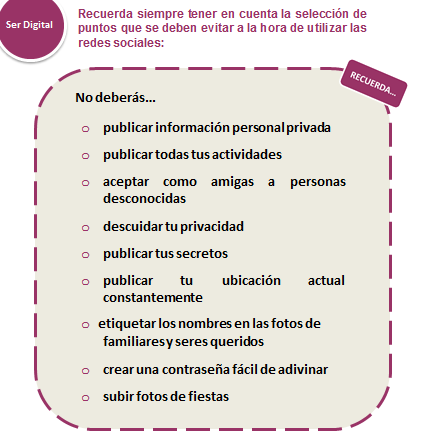 Ser Digital
Recuerda siempre tener en cuenta la selección de
puntos que se deben evitar a la hora de utilizar las
redes sociales:
RECUERDA...
No deberás...
o publicar información personal privada
o publicar todas tus actividades
o aceptar como amigas a personas
desconocidas
o descuidar tu privacidad
o publicar tus secretos
o publicar tu ubicación actual
constantemente
o etiquetar los nombres en las fotos de
familiares y seres queridos
o crear una contraseña fácil de adivinar
o subir fotos de fiestas